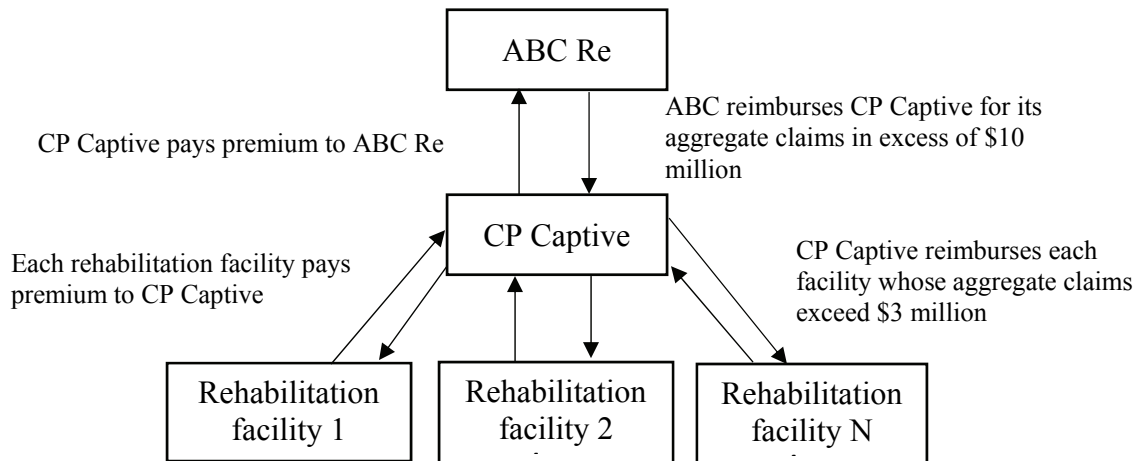 ABC Re
CP Captive pays premium to ABC Re
ABC reimburses CP Captive for its
aggregate claims in excess of $10
million
CP Captive
Each rehabilitation facility pays
premium to CP Captive
CP Captive reimburses each
facility whose aggregate claims
exceed $3 million
Rehabilitation
facility 1
Rehabilitation
facility 2
Rehabilitation
facility N